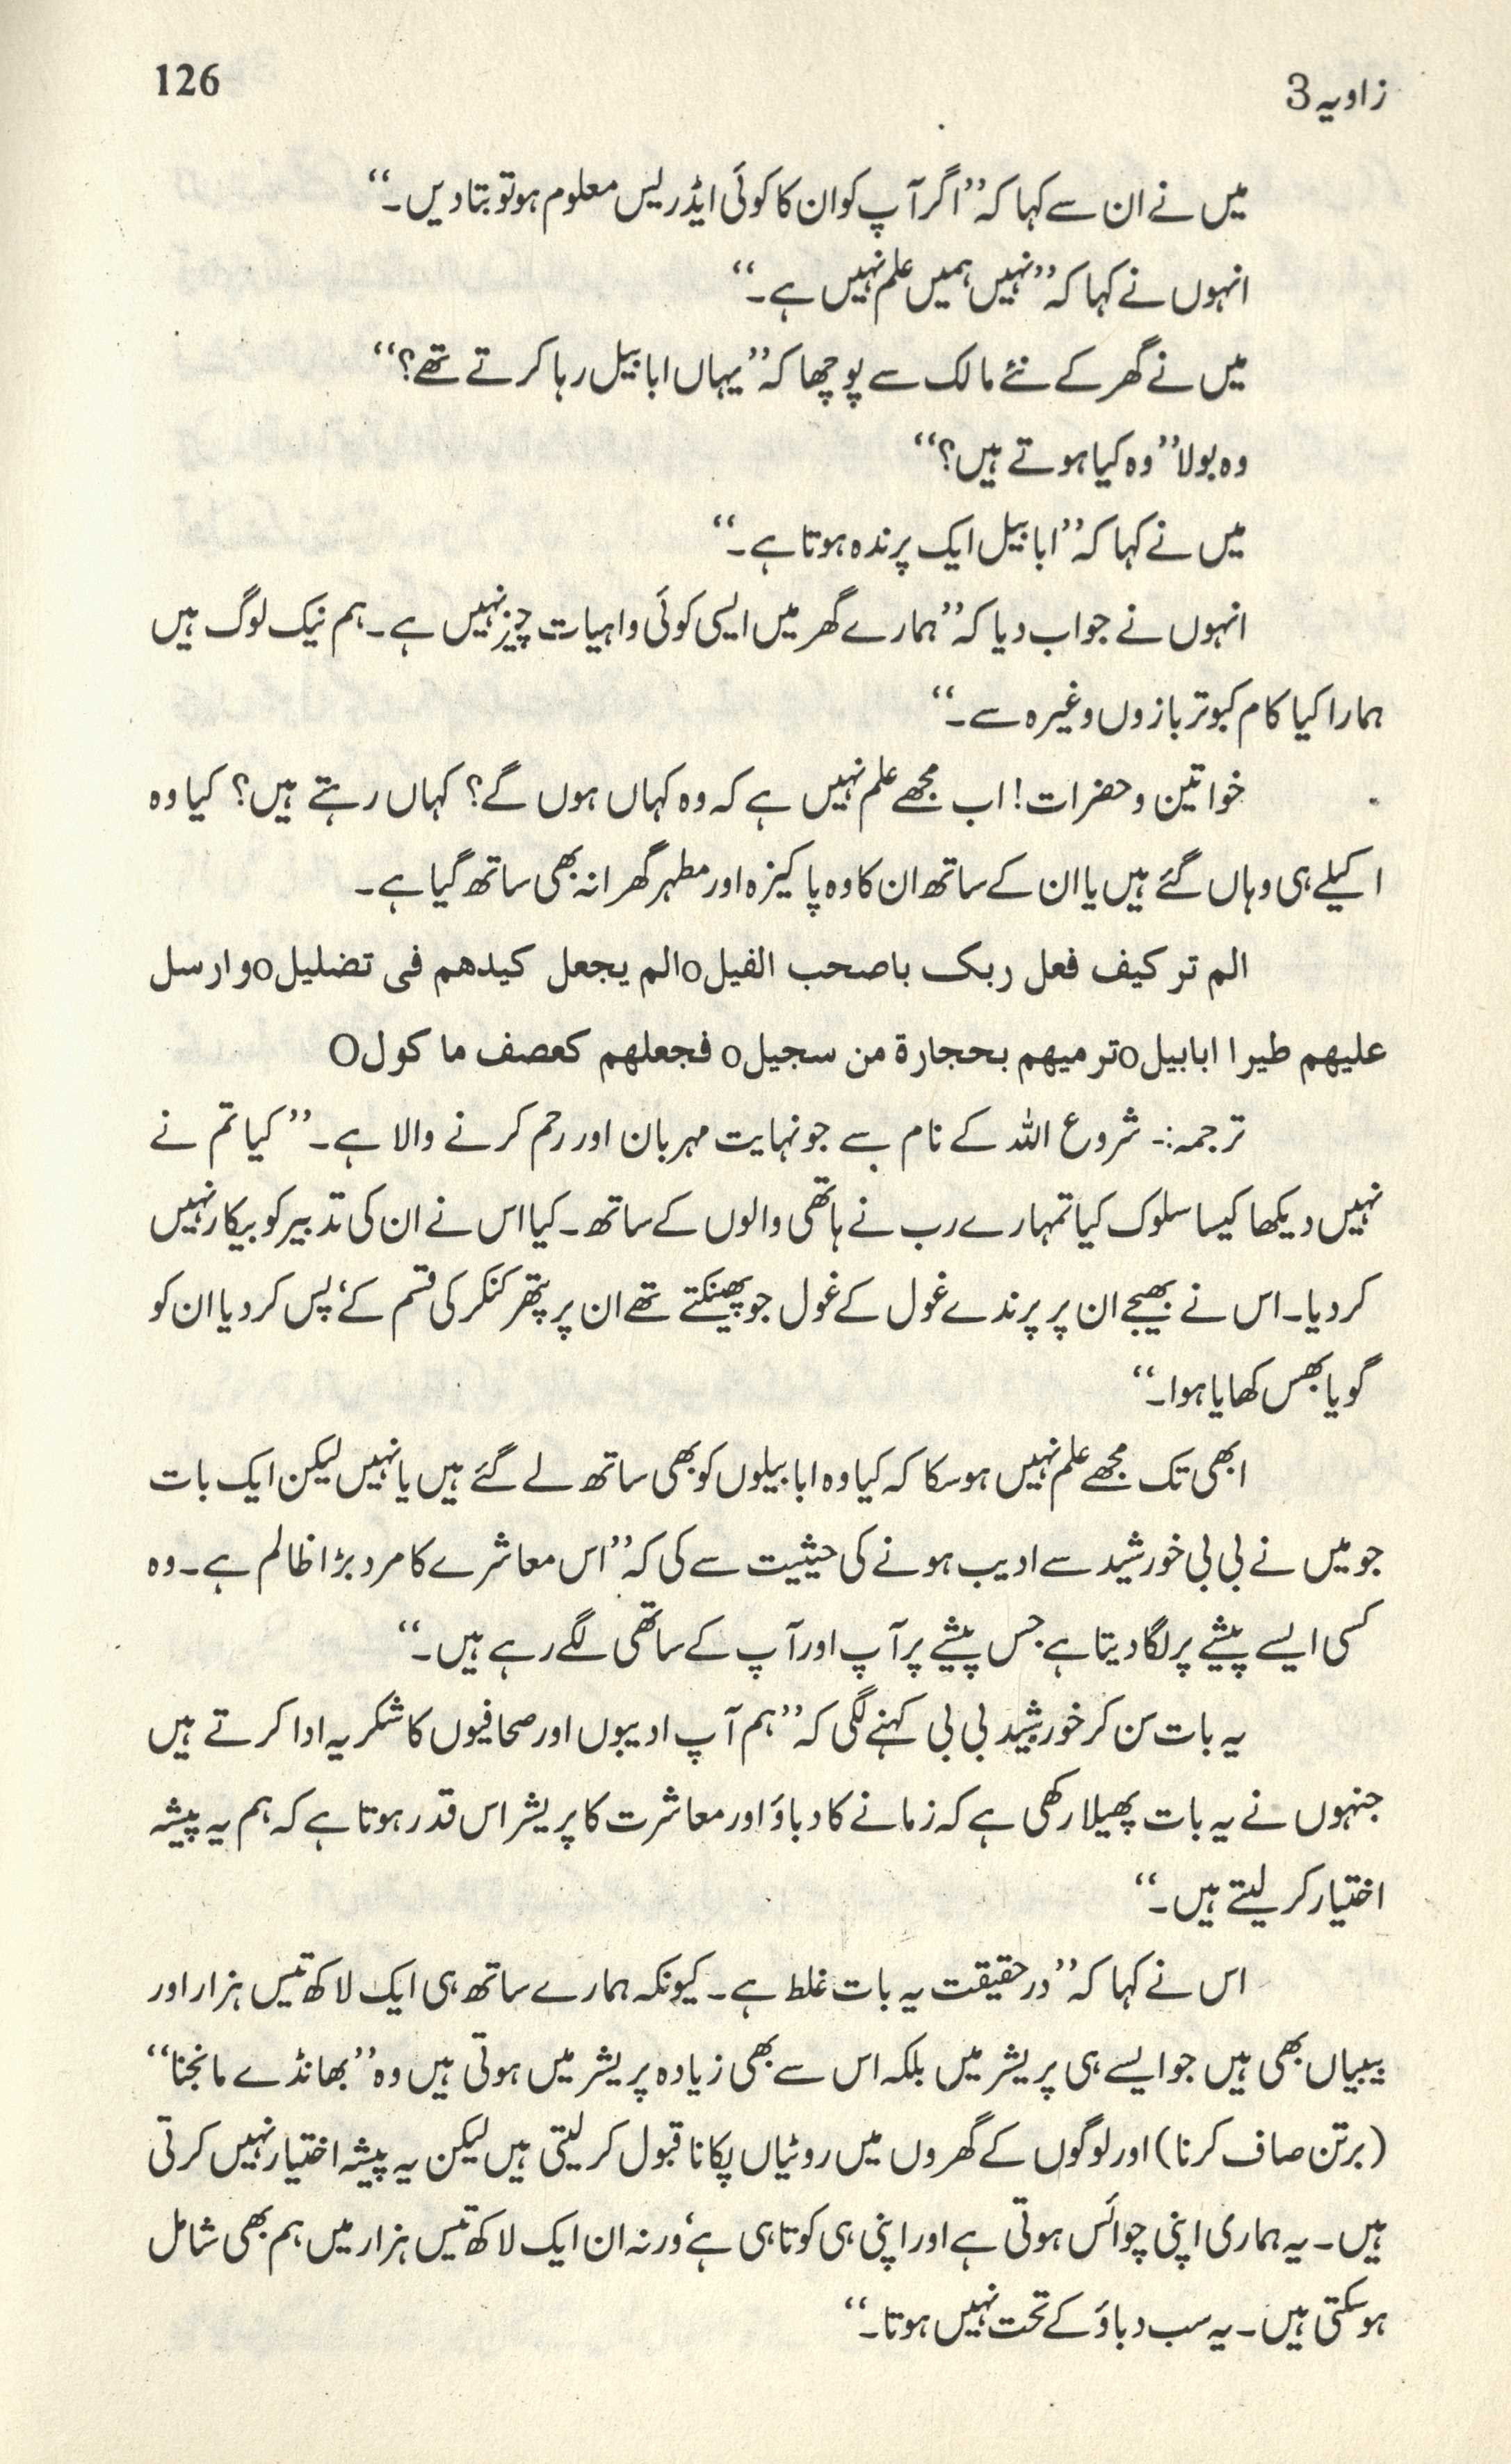 زاویہ 3
126
میں نے ان سے کہا کہ ’’اگر آپ کو ان کا کوئی ایڈریس معلوم ہو تو بتا دیں۔‘‘
انہوں نے کہا کہ ’’نہیں ہمیں علم نہیں ہے۔‘‘
میں نے گھر کے نئے مالک سے پوچھا کہ ’’یہاں ابابیل رہا کرتے تھے؟‘‘
وہ بولا ’’وہ کیا ہوتے ہیں؟‘‘
میں نے کہا کہ ’’ابابیل ایک پرندہ ہوتا ہے۔‘‘
انہوں نے جواب دیا کہ ’’ہمارے گھر میں ایسی کوئی واہیات چیز نہیں ہے۔ ہم نیک لوگ ہیں
ہمارا کیا کام کبوتر بازوں وغیرہ سے۔‘‘
خواتین و حضرات! اب مجھے علم نہیں ہے کہ وہ کہاں ہوں گے؟ کہاں رہتے ہیں؟ کیا وہ
اکیلے ہی وہاں گئے ہیں یا ان کے ساتھ ان کا وہ پاکیزہ اور مطہر گھرانہ بھی ساتھ گیا ہے۔
الم تر کیف فعل ربک باصحب الفیلoالم یجعل کیدھم فی تضلیلoوارسل
علیھم طیرا ابابیلoترمیھم بحجارة من سجیلo فجعلھم کعصف ماکولO
ترجمہ:۔ شروع اللہ کے نام سے جو نہایت مہربان اور رحم کرنے والا ہے۔ ’’کیا تم نے
نہیں دیکھا کیسا سلوک کیا تمہارے رب نے ہاتھی والوں کے ساتھ۔ کیا اس نے ان کی تدبیر کو بیکار نہیں
کر دیا۔ اس نے بھیجے ان پر پرندے غول کے غول جو پھینکتے تھے ان پر پتھر کنکر کی قسم کے‘ پس کر دیا ان کو
گویا بھس کھایا ہوا۔‘‘
ابھی تک مجھے علم نہیں ہو سکا کہ کیا وہ ابابیلوں کو بھی ساتھ لے گئے ہیں یا نہیں لیکن ایک بات
جو میں نے بی بی خورشید سے ادیب ہونے کی حیثیت سے کی کہ ’’اس معاشرے کا مرد بڑا ظالم ہے۔ وہ
کسی ایسے پیشے پر لگا دیتا ہے جس پیشے پر آپ اور آپ کے ساتھی لگے رہے ہیں۔‘‘
یہ بات سن کر خورشید بی بی کہنے لگی کہ ’’ہم آپ ادیبوں اور صحافیوں کا شکریہ ادا کرتے ہیں
جنہوں نے یہ بات پھیلا رکھی ہے کہ زمانے کا دباؤ اور معاشرت کا پریشر اس قدر ہوتا ہے کہ ہم یہ پیشہ
اختیار کر لیتے ہیں۔‘‘
اس نے کہا کہ ’’درحقیقت یہ بات غلط ہے۔ کیونکہ ہمارے ساتھ ہی ایک لاکھ تیس ہزار اور
بیبیاں بھی ہیں جو ایسے ہی پریشر میں بلکہ اس سے بھی زیادہ پریشر میں ہوتی ہیں وہ ’’بھانڈے مانجنا‘‘
(برتن صاف کرنا) اور لوگوں کے گھروں میں روٹیاں پکانا قبول کر لیتی ہیں لیکن یہ پیشہ اختیار نہیں کرتی
ہیں۔ یہ ہماری اپنی چوائس ہوتی ہے اور اپنی ہی کوتاہی ہے‘ ورنہ ان ایک لاکھ تیس ہزار میں ہم بھی شامل
ہو سکتی ہیں۔ یہ سب دباؤ کے تحت نہیں ہوتا۔‘‘